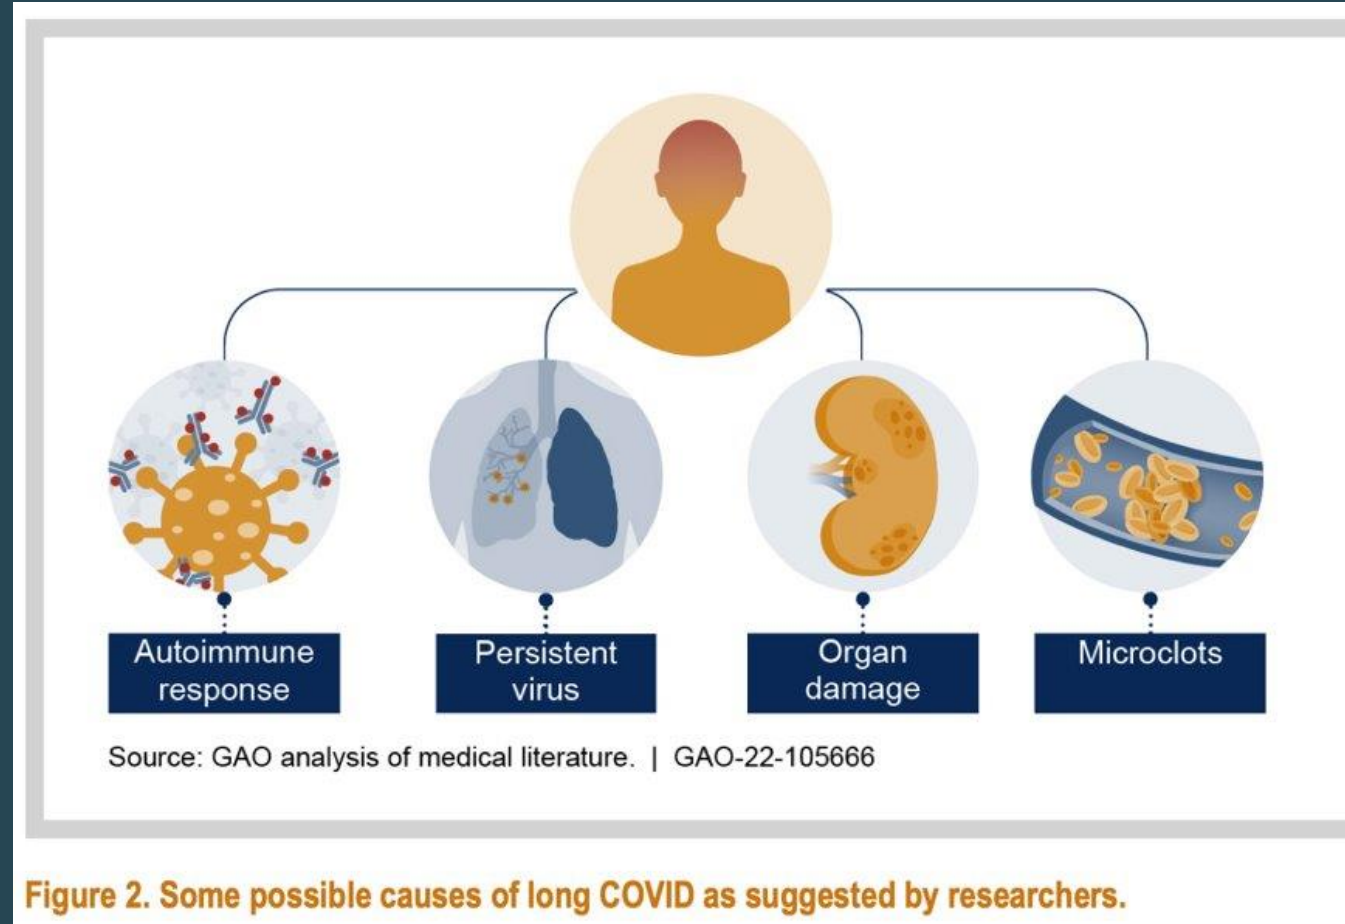 Autoimmune
response
Persistent
virus
Organ
damage
Microclots
Source: GAO analysis of medical literature. | GAO-22-105666
Figure 2. Some possible causes of long COVID as suggested by researchers.